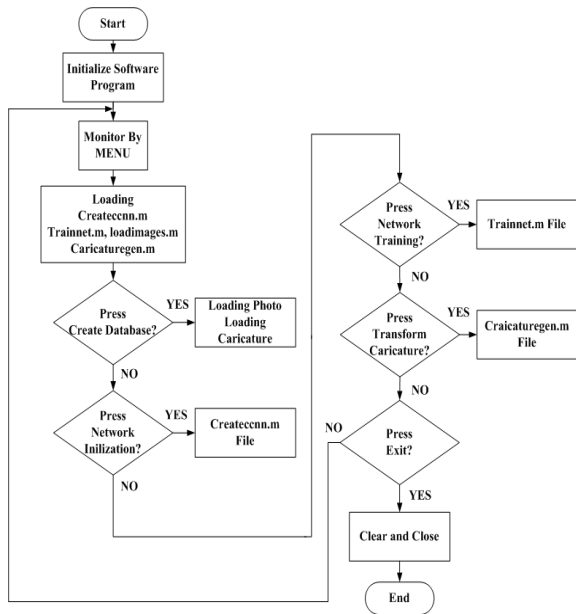 Start
Initialize Software
Program
Monitor By
MENU
Loading
Createccnn.m
Trainnet.m, loadimages.m
Caricaturegen.m
Press
Create Database?
YES
Loading Photo
Loading
Caricature
NO
Press
Network
Inilization?
YES
Createccnn.m
File
NO
Press
Network
Training?
YES
Trainnet.m File
NO
Press
Transform
Caricature?
YES
Craicaturegen.m
File
NO
Press
Exit?
NO
YES
Clear and Close
End